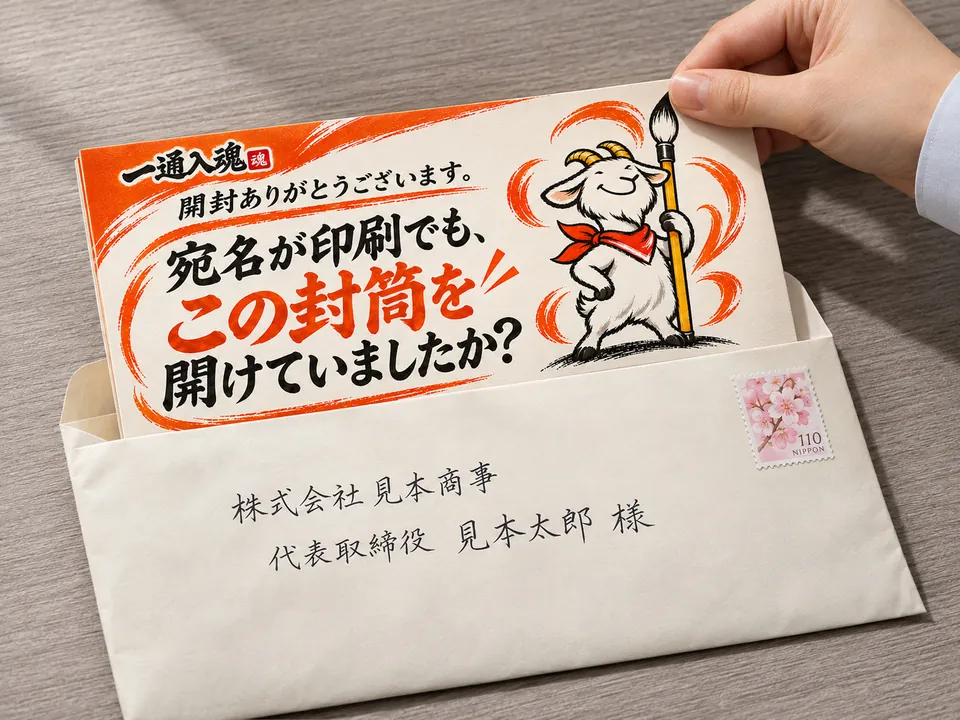 一通入魂 魂
開封ありがとうございます。
宛名が印刷でも、
この封筒を
開けていましたか?
110
NIPPON
株式会社 見本商事
代表取締役 見本太郎 様